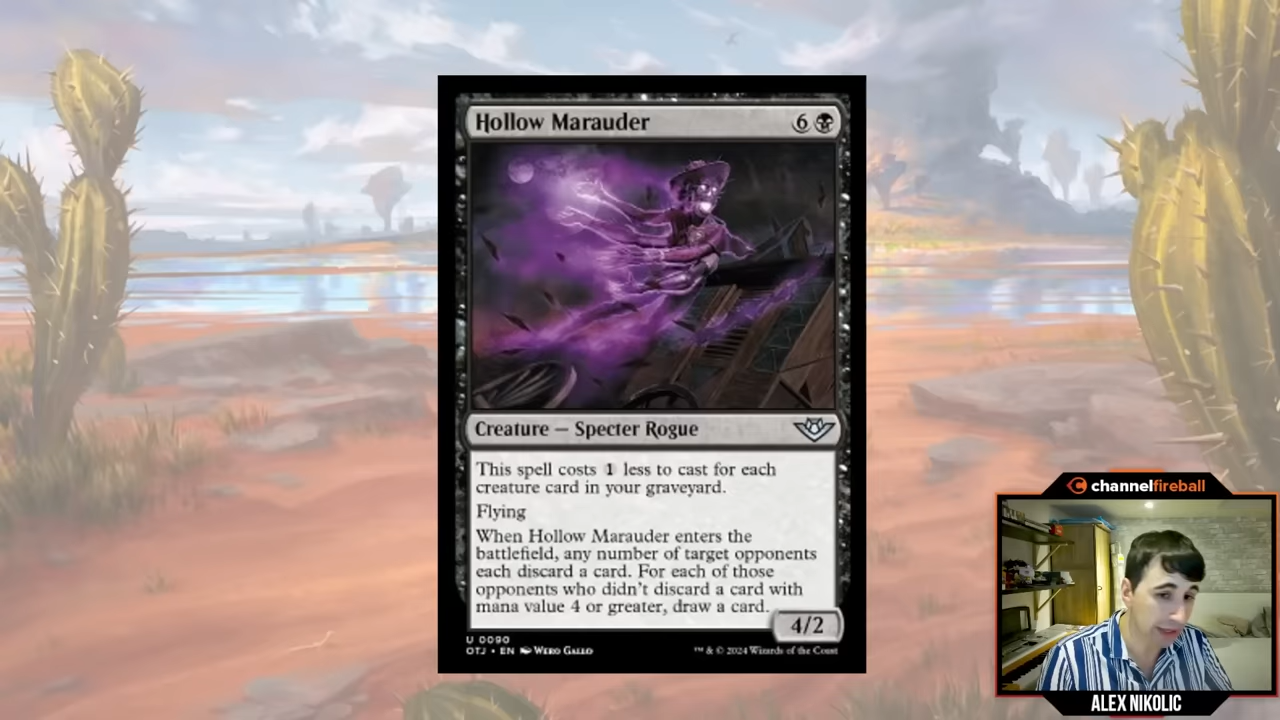 Hollow Marauder 6
Creature — Specter Rogue
This spell costs 1 less to cast for each
creature card in your graveyard.
Flying
When Hollow Marauder enters the
battlefield, any number of target opponents
each discard a card. For each of those
opponents who didn't discard a card with
mana value 4 or greater, draw a card.
4/2
U 0090
OTJ • EN Wero Gallo
™ & © 2024 Wizards of the Coast
channelfireball
ALEX NIKOLIC